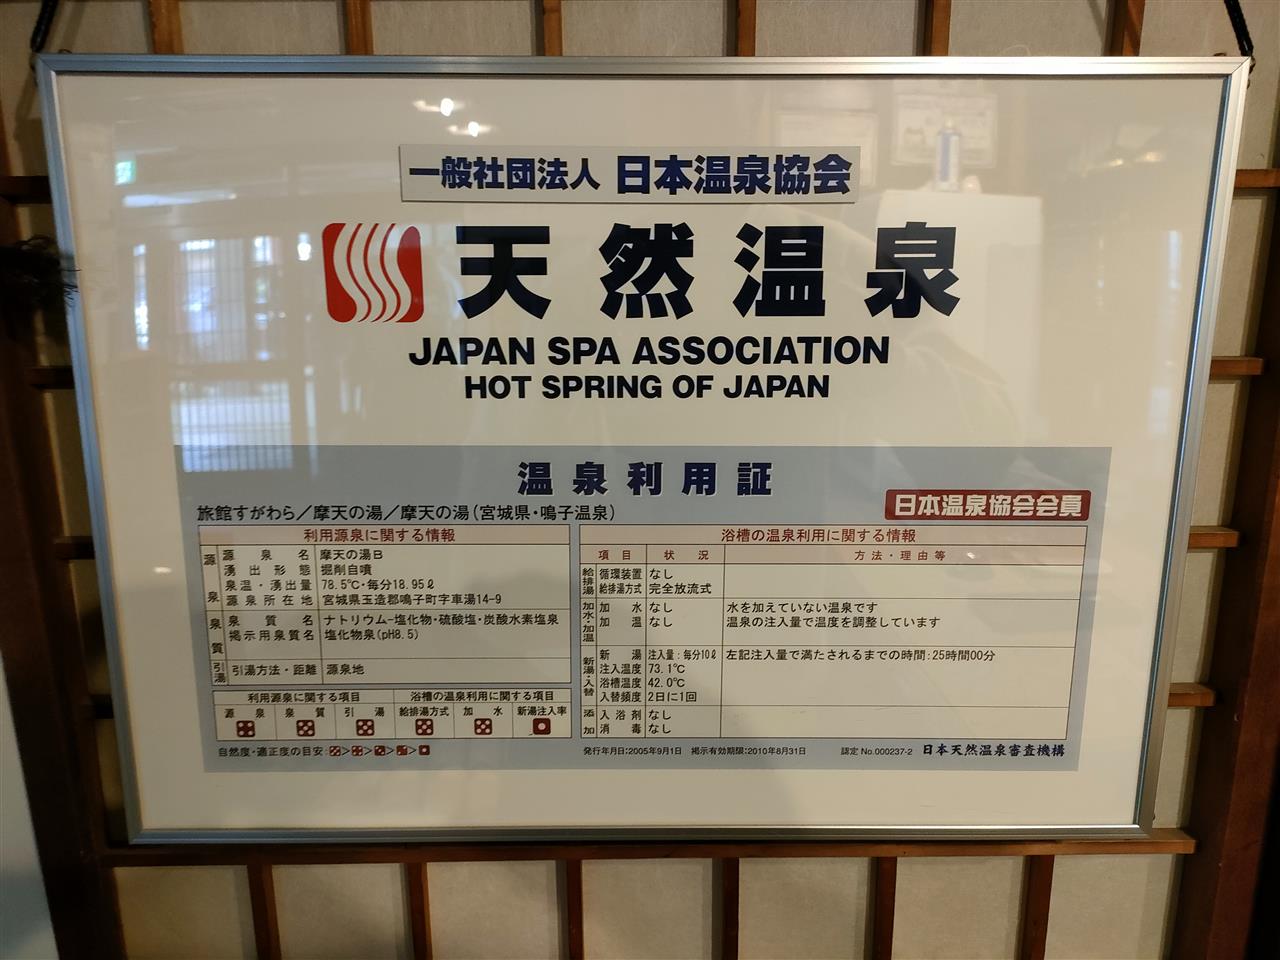 一般社団法人 日本温泉協会
天然温泉
JAPAN SPA ASSOCIATION
HOT SPRING OF JAPAN
温泉利用証
日本温泉協会会員
旅館すがわら/摩天の湯/摩天の湯(宮城県・鳴子温泉)
利用源泉に関する情報
源泉
源泉名 摩天の湯B
湧出形態 掘削自噴
泉温・湧出量 78.5℃・毎分18.95ℓ
源泉所在地 宮城県玉造郡鳴子町字車湯14-9
泉質
泉質名 ナトリウム-塩化物・硫酸塩・炭酸水素塩泉
掲示用泉質名 塩化物泉(pH8.5)
引湯
引湯方法・距離 源泉地
利用源泉に関する項目 浴槽の温泉利用に関する項目
源泉 泉質 引湯 給排湯方式 加水 新湯注入率
自然度・適正度の目安: > > > >
浴槽の温泉利用に関する情報
項目 状況 方法・理由等
給排湯
循環装置 なし
給排湯方式 完全放流式
加水・加温
加水 なし 水を加えていない温泉です
加温 なし 温泉の注入量で温度を調整しています
新湯・入替
新湯 注入量:毎分10ℓ 左記注入量で満たされるまでの時間:25時間00分
注入温度 73.1℃
浴槽温度 42.0℃
入替頻度 2日に1回
添加
入浴剤 なし
消毒 なし
発行年月日:2005年9月1日 掲示有効期限:2010年8月31日 認定 No.000237-2 日本天然温泉審査機構